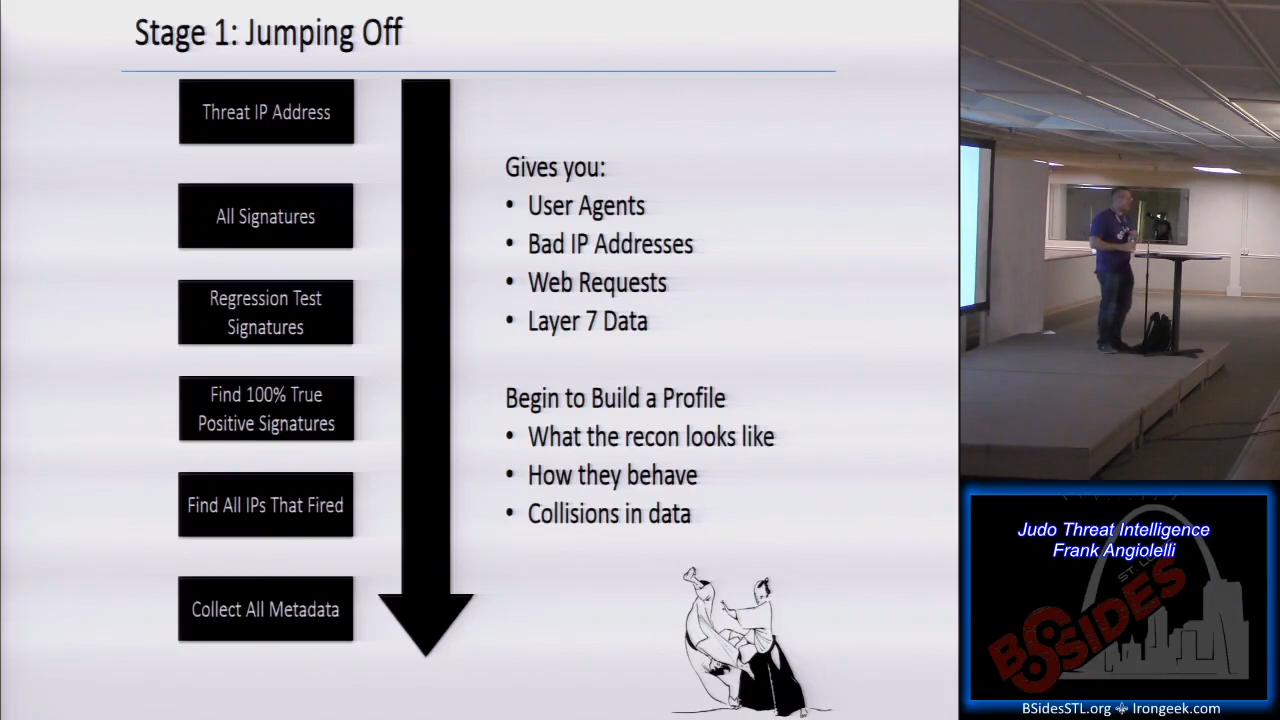 Stage 1: Jumping Off
Threat IP Address
All Signatures
Regression Test
Signatures
Find 100% True
Positive Signatures
Find All IPs That Fired
Collect All Metadata
Gives you:
• User Agents
• Bad IP Addresses
• Web Requests
• Layer 7 Data
Begin to Build a Profile
• What the recon looks like
• How they behave
• Collisions in data
Judo Threat Intelligence
Frank Angiolelli
ST. L
BSIDES
BSidesSTL.org ⚜ Irongeek.com